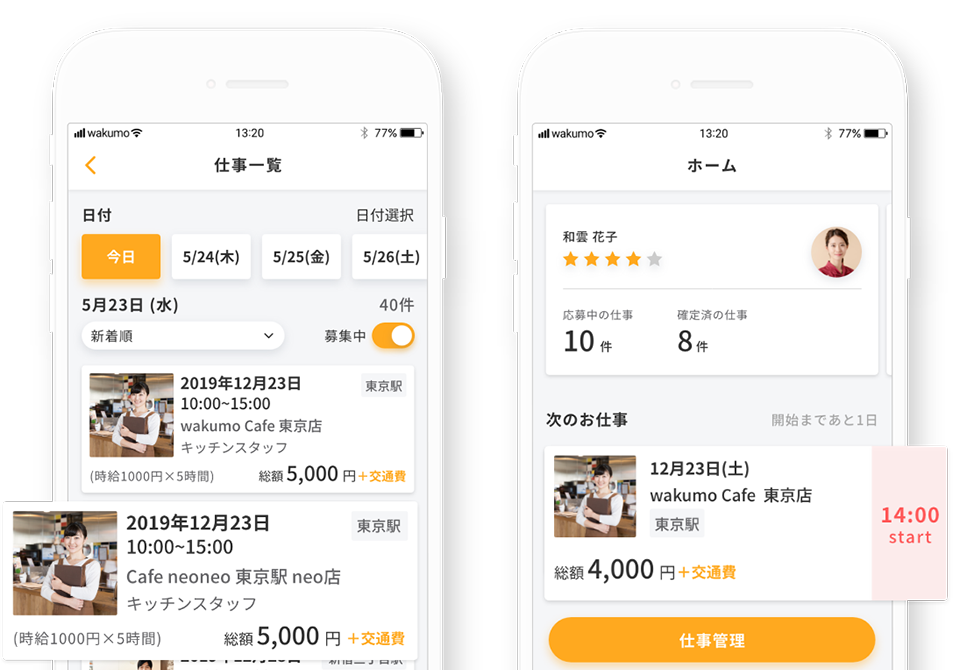 wakumo 13:20 77%
仕事一覧
日付 日付選択
今日 5/24(木) 5/25(金) 5/26(土)
5月23日 (水) 40件
新着順 募集中
2019年12月23日 東京駅
10:00~15:00
wakumo Cafe 東京店
キッチンスタッフ
(時給1000円×5時間) 総額 5,000 円 +交通費
2019年12月23日 東京駅
10:00~15:00
Cafe neoneo 東京駅 neo店
キッチンスタッフ
(時給1000円×5時間) 総額 5,000 円 +交通費
wakumo 13:20 77%
ホーム
和雲 花子
応募中の仕事 確定済の仕事
10 件 8 件
次のお仕事 開始まであと1日
12月23日(土)
wakumo Cafe 東京店
東京駅
14:00
start
総額 4,000 円 +交通費
仕事管理